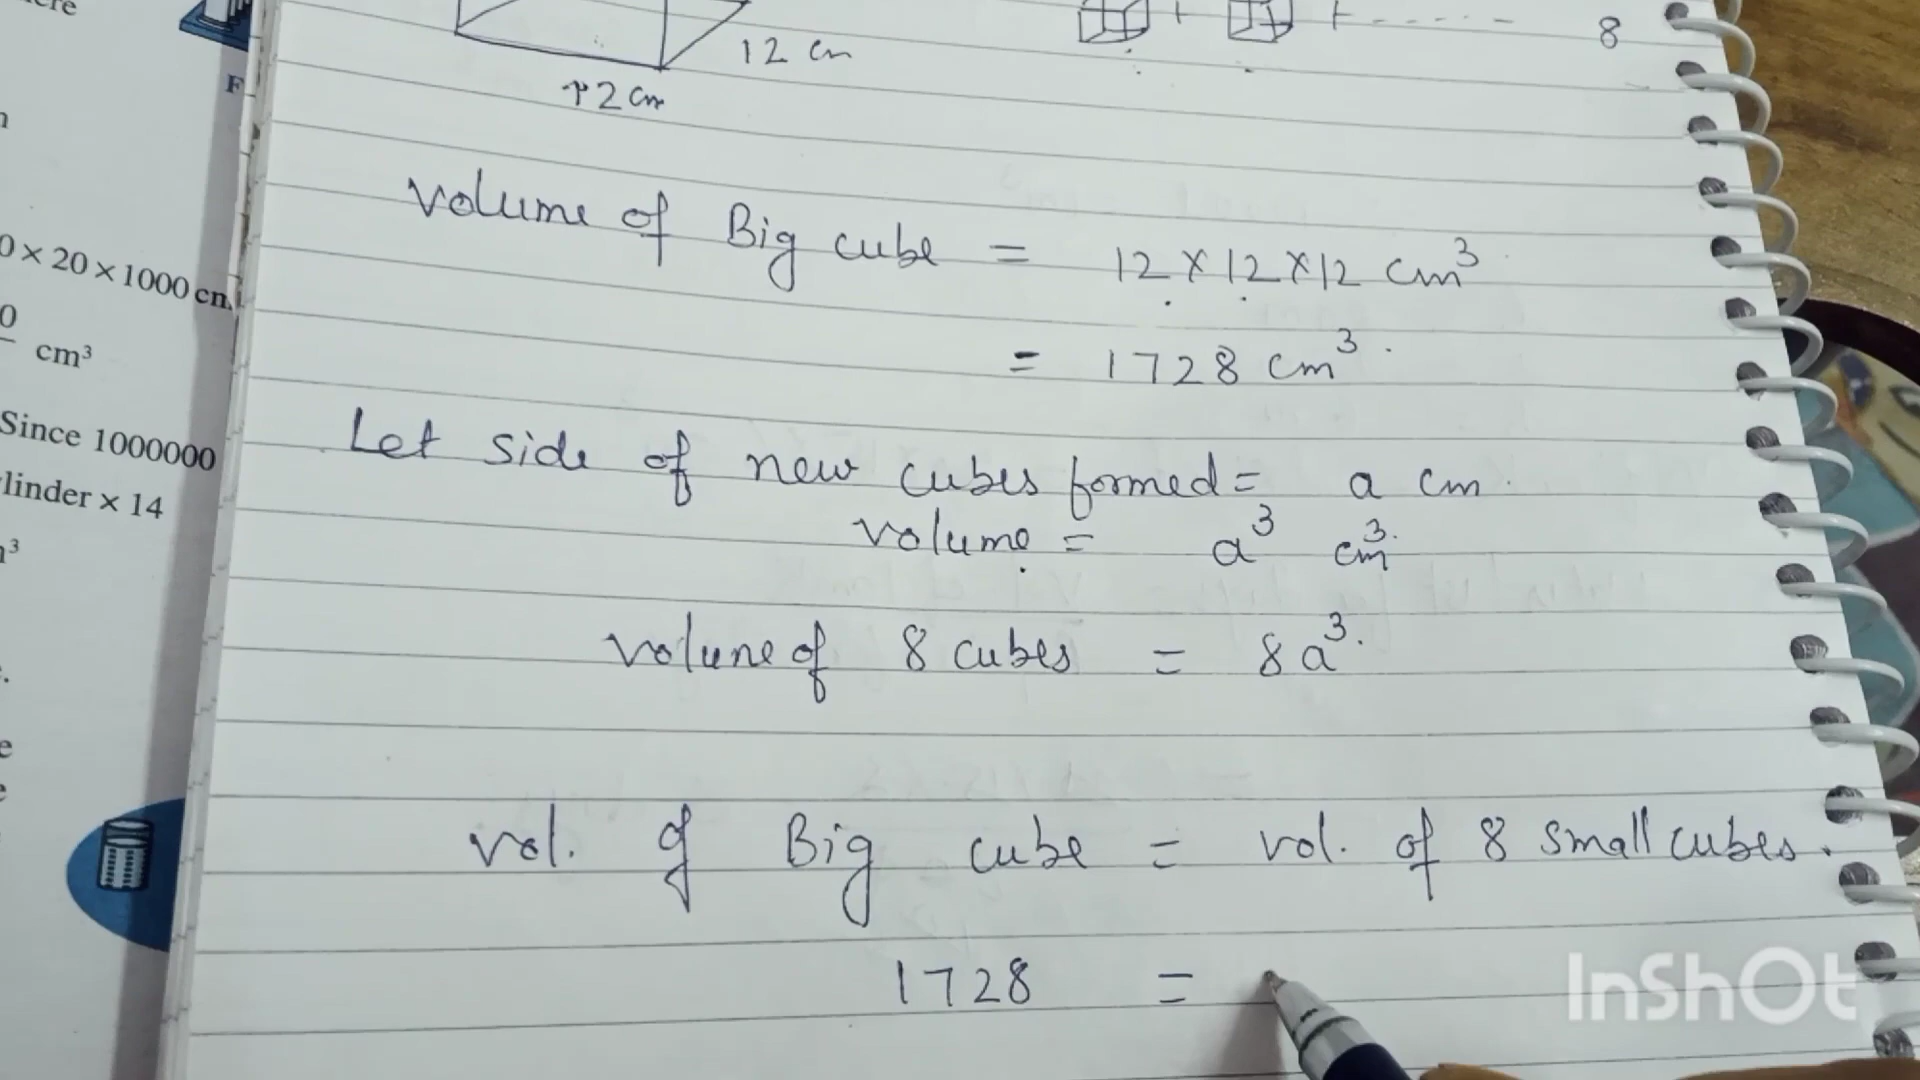 ere
12 cm
8
12 cm
F
Volume of Big cube = 12 × 12 × 12 cm³
0 × 20 × 1000 cm
= 1728 cm³
0
cm³
Let side of new cubes formed = a cm
Since 1000000
volume = a³ cm³
linder × 14
Volume of 8 cubes = 8a³
vol. of Big cube = vol. of 8 small cubes.
1728 =
InShOt